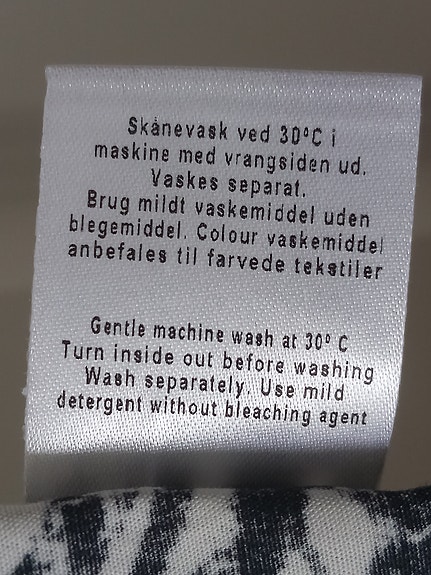 Skånevask ved 30°C i
maskine med vrangsiden ud.
Vaskes separat.
Brug mildt vaskemiddel uden
blegemiddel. Colour vaskemiddel
anbefales til farvede tekstiler
Gentle machine wash at 30° C
Turn inside out before washing
Wash separately. Use mild
detergent without bleaching agent